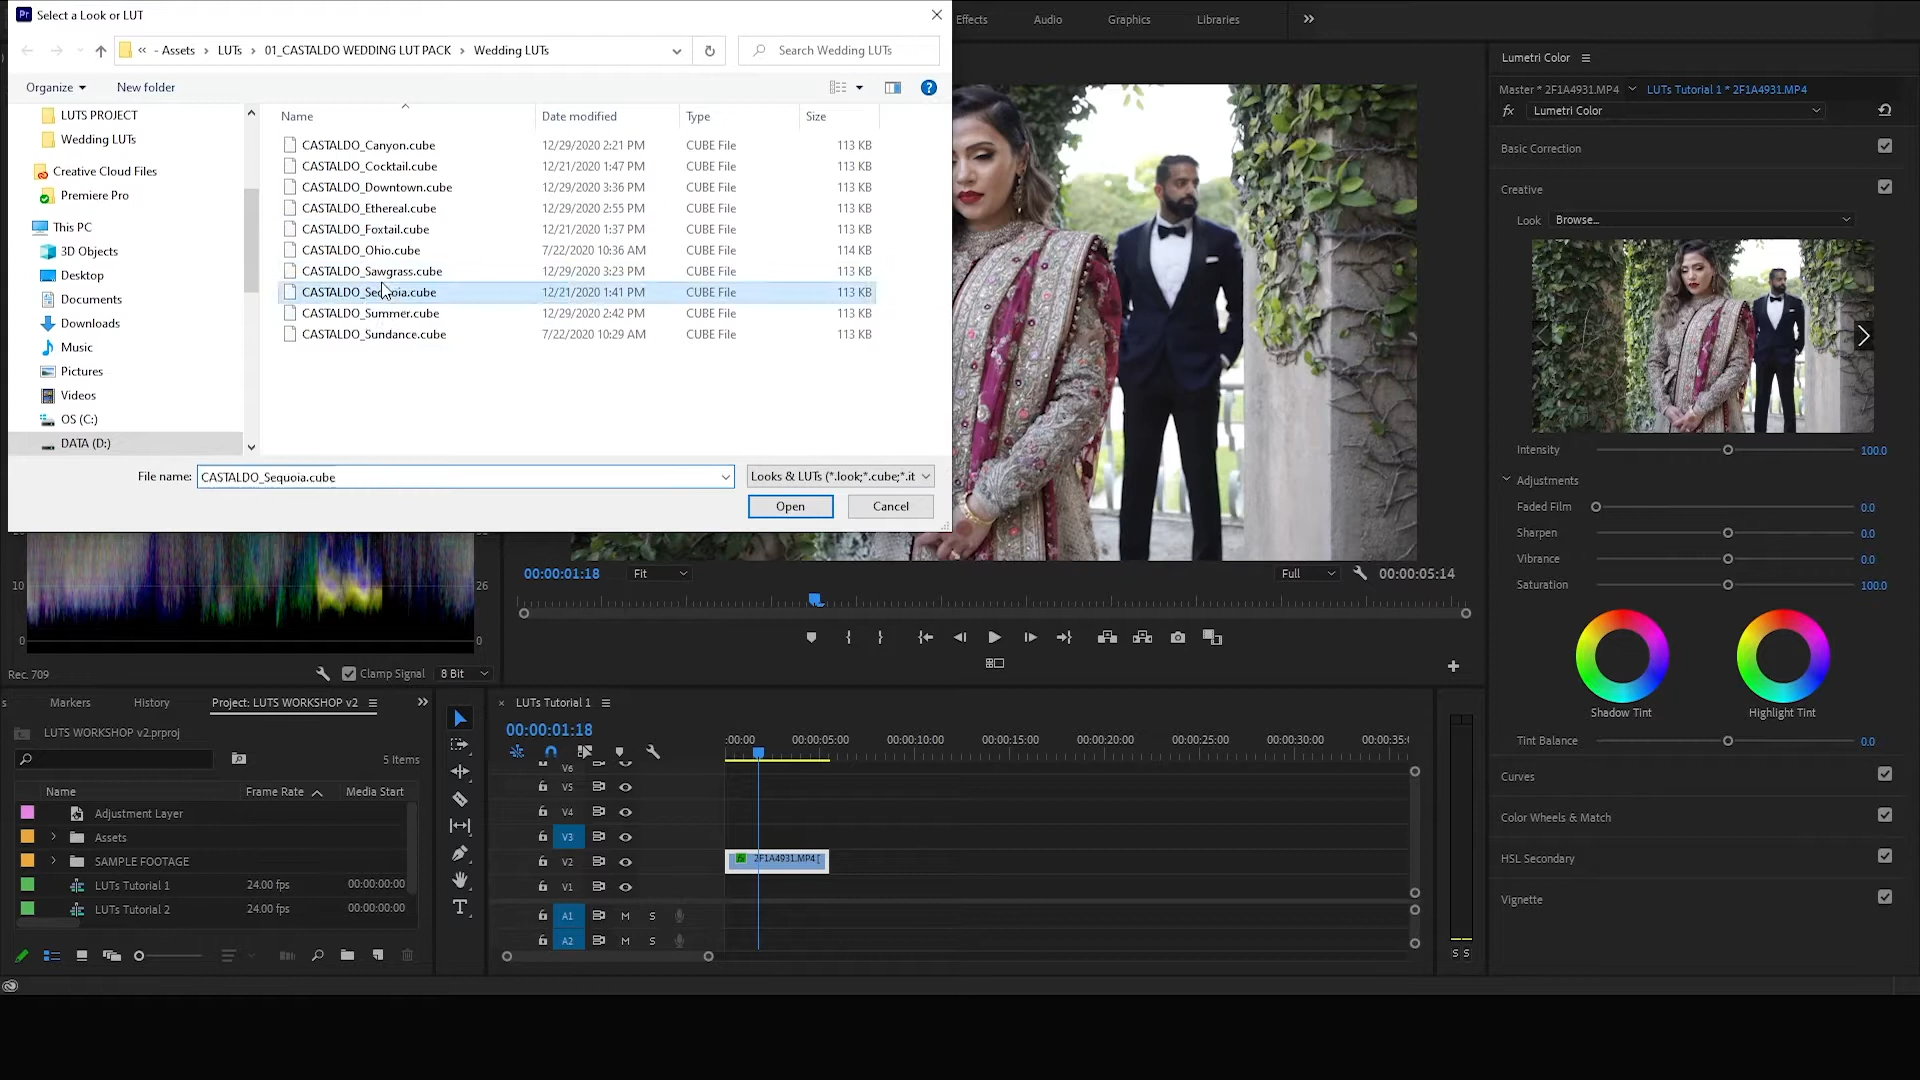 Select a Look or LUT
« - Assets > LUTs > 01_CASTALDO WEDDING LUT PACK > Wedding LUTs
Search Wedding LUTs
Organize
New folder
LUTS PROJECT
Wedding LUTs
Creative Cloud Files
Premiere Pro
This PC
3D Objects
Desktop
Documents
Downloads
Music
Pictures
Videos
OS (C:)
DATA (D:)
Name Date modified Type Size
CASTALDO_Canyon.cube 12/29/2020 2:21 PM CUBE File 113 KB
CASTALDO_Cocktail.cube 12/21/2020 1:47 PM CUBE File 113 KB
CASTALDO_Downtown.cube 12/29/2020 3:36 PM CUBE File 113 KB
CASTALDO_Ethereal.cube 12/29/2020 2:55 PM CUBE File 113 KB
CASTALDO_Foxtail.cube 12/21/2020 1:37 PM CUBE File 113 KB
CASTALDO_Ohio.cube 7/22/2020 10:36 AM CUBE File 114 KB
CASTALDO_Sawgrass.cube 12/29/2020 3:23 PM CUBE File 113 KB
CASTALDO_Sequoia.cube 12/21/2020 1:41 PM CUBE File 113 KB
CASTALDO_Summer.cube 12/29/2020 2:42 PM CUBE File 113 KB
CASTALDO_Sundance.cube 7/22/2020 10:29 AM CUBE File 113 KB
File name: CASTALDO_Sequoia.cube
Looks & LUTs (*.look;*.cube;*.it
Open
Cancel
Effects
Audio
Graphics
Libraries
Lumetri Color
Master * 2F1A4931.MP4
LUTs Tutorial 1 * 2F1A4931.MP4
fx Lumetri Color
Basic Correction
Creative
Look Browse...
Intensity 100.0
Adjustments
Faded Film 0.0
Sharpen 0.0
Vibrance 0.0
Saturation 100.0
Shadow Tint
Highlight Tint
Tint Balance 0.0
Curves
Color Wheels & Match
HSL Secondary
Vignette
10 26
0 0
Rec. 709
Clamp Signal
8 Bit
00:00:01:18
Fit
Full
00:00:05:14
Markers
History
Project: LUTS WORKSHOP v2
LUTS WORKSHOP v2.prproj
5 Items
Name Frame Rate Media Start
Adjustment Layer
Assets
SAMPLE FOOTAGE
LUTs Tutorial 1 24.00 fps 00:00:00:00
LUTs Tutorial 2 24.00 fps 00:00:00:00
LUTs Tutorial 1
00:00:01:18
:00:00 00:00:05:00 00:00:10:00 00:00:15:00 00:00:20:00 00:00:25:00 00:00:30:00 00:00:35:0
V6
V5
V4
V3
V2
2F1A4931.MP4 [
V1
A1 M S
A2 M S
S S